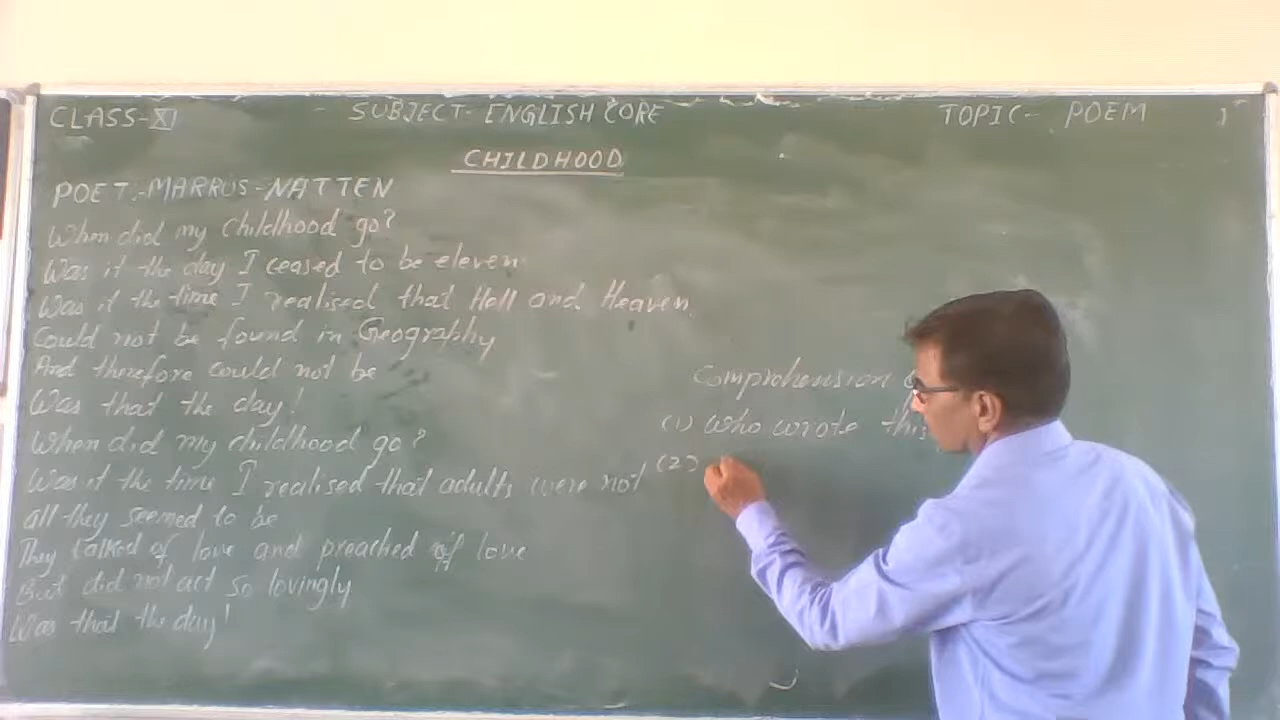 CLASS-XI SUBJECT-ENGLISH CORE TOPIC- POEM
CHILDHOOD
POET-MARRUS-NATTEN
When did my childhood go?
Was it the day I ceased to be eleven
Was it the time I realised that Hell and Heaven
Could not be found in Geography
And therefore could not be
Was that the day!
When did my childhood go?
Was it the time I realised that adults were not
all they seemed to be
They talked of love and preached of love
But did not act so lovingly
Was that the day!
Comprehension
(1) Who wrote this
(2)